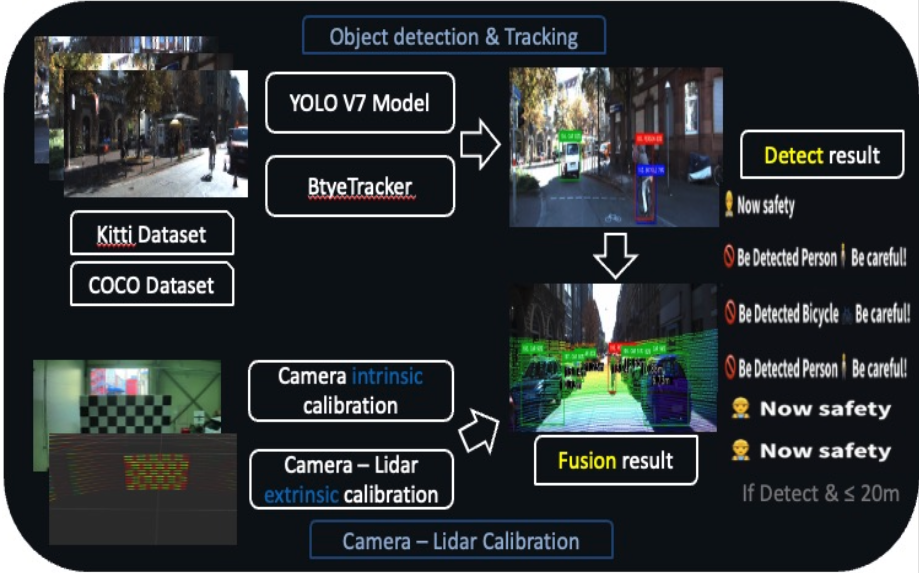 Object detection & Tracking
YOLO V7 Model
BtyeTracker
Kitti Dataset
COCO Dataset
Detect result
Now safety
Be Detected Person Be careful!
Be Detected Bicycle Be careful!
Be Detected Person Be careful!
Now safety
Now safety
If Detect & ≤ 20m
Camera intrinsic
calibration
Camera – Lidar
extrinsic calibration
Fusion result
Camera – Lidar Calibration